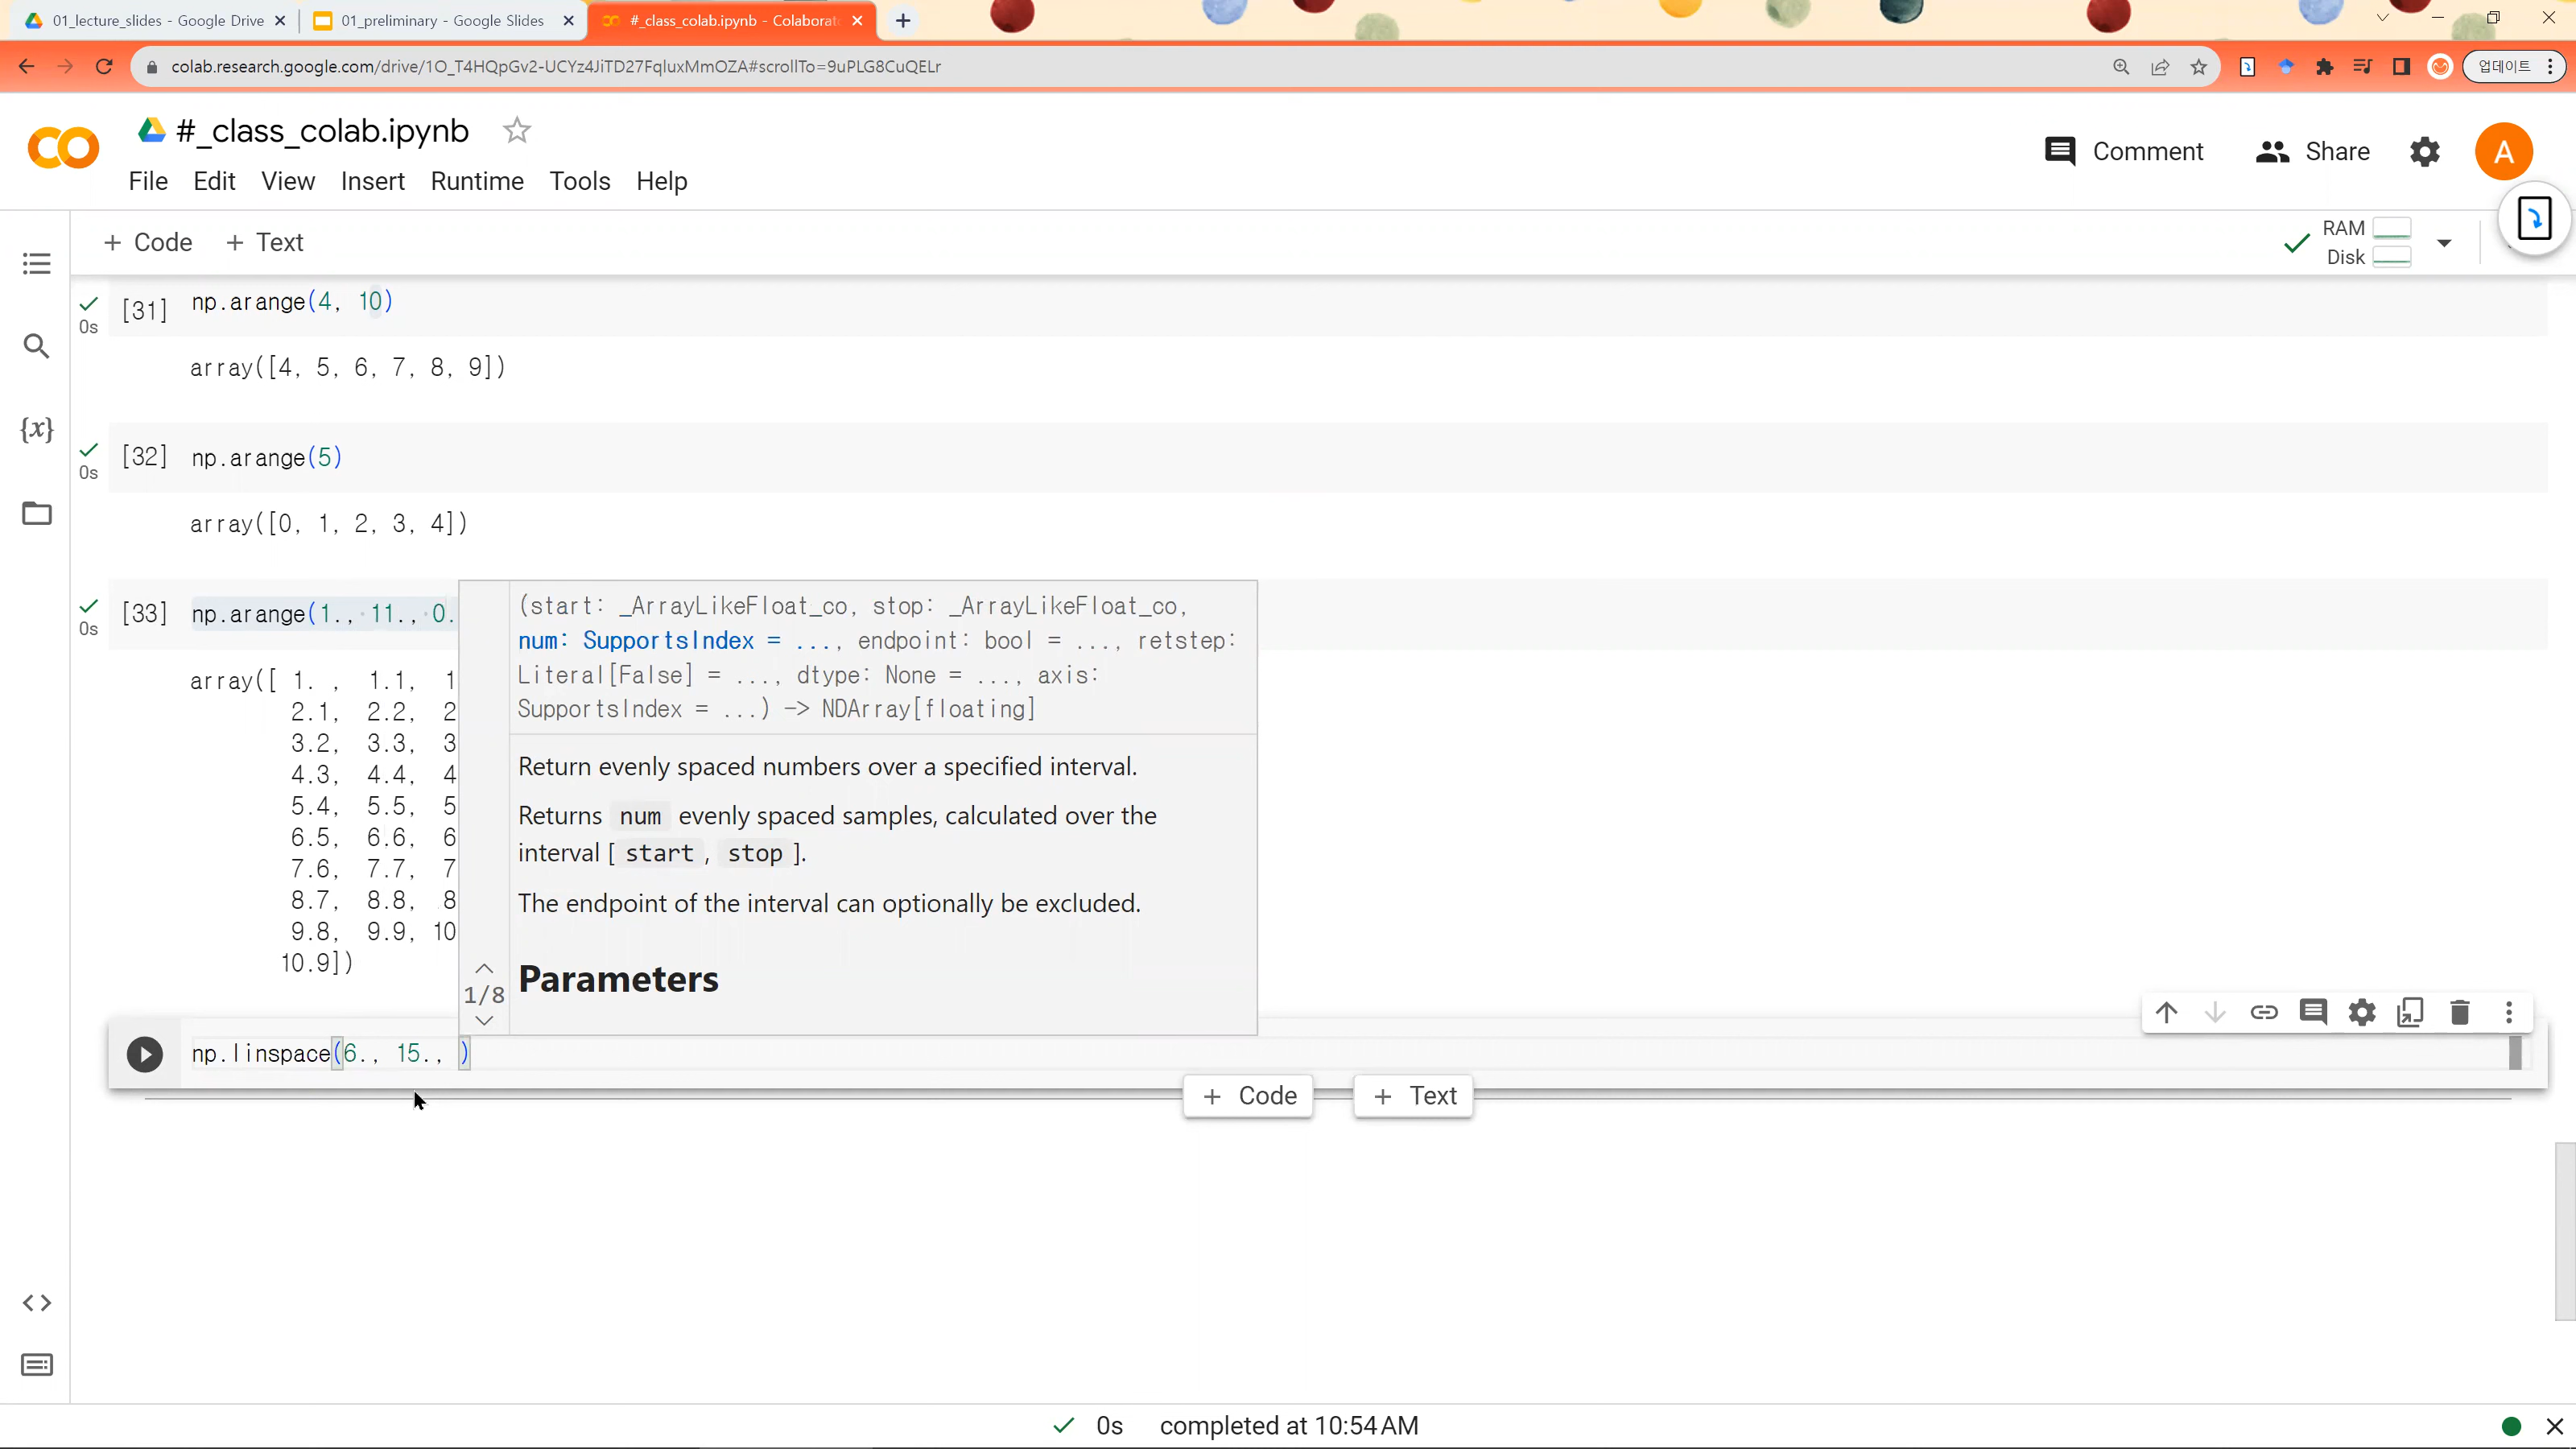 01_lecture_slides - Google Drive
01_preliminary - Google Slides
#_class_colab.ipynb - Colaborat
colab.research.google.com/drive/1O_T4HQpGv2-UCYz4JiTD27FqluxMmOZA#scrollTo=9uPLG8CuQELr
업데이트
#_class_colab.ipynb
Comment
Share
A
File Edit View Insert Runtime Tools Help
+ Code + Text
RAM
Disk
[31] np.arange(4, 10)
0s
array([4, 5, 6, 7, 8, 9])
{x}
[32] np.arange(5)
0s
array([0, 1, 2, 3, 4])
[33] np.arange(1., 11., 0.
0s
array([ 1. , 1.1, 1
2.1, 2.2, 2
3.2, 3.3, 3
4.3, 4.4, 4
5.4, 5.5, 5
6.5, 6.6, 6
7.6, 7.7, 7
8.7, 8.8, 8
9.8, 9.9, 10
10.9])
(start: _ArrayLikeFloat_co, stop: _ArrayLikeFloat_co,
num: SupportsIndex = ..., endpoint: bool = ..., retstep:
Literal[False] = ..., dtype: None = ..., axis:
SupportsIndex = ...) -> NDArray[floating]
Return evenly spaced numbers over a specified interval.
Returns num evenly spaced samples, calculated over the
interval [ start , stop ].
The endpoint of the interval can optionally be excluded.
Parameters
1/8
np.linspace(6., 15., )
+ Code + Text
0s completed at 10:54 AM